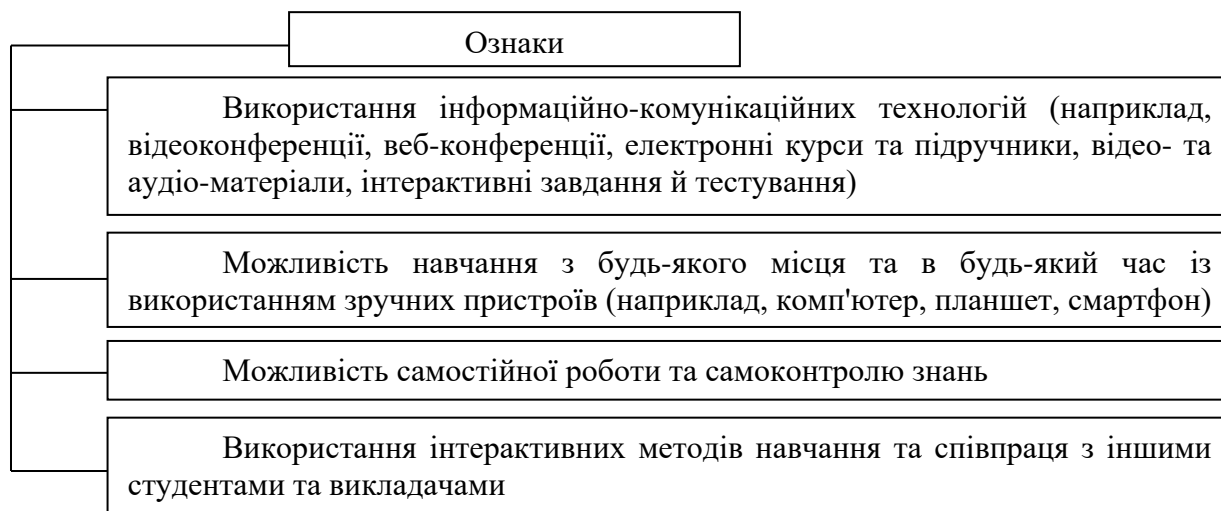 Ознаки
Використання інформаційно-комунікаційних технологій (наприклад,
відеоконференції, веб-конференції, електронні курси та підручники, відео- та
аудіо-матеріали, інтерактивні завдання й тестування)
Можливість навчання з будь-якого місця та в будь-який час із
використанням зручних пристроїв (наприклад, комп'ютер, планшет, смартфон)
Можливість самостійної роботи та самоконтролю знань
Використання інтерактивних методів навчання та співпраця з іншими
студентами та викладачами